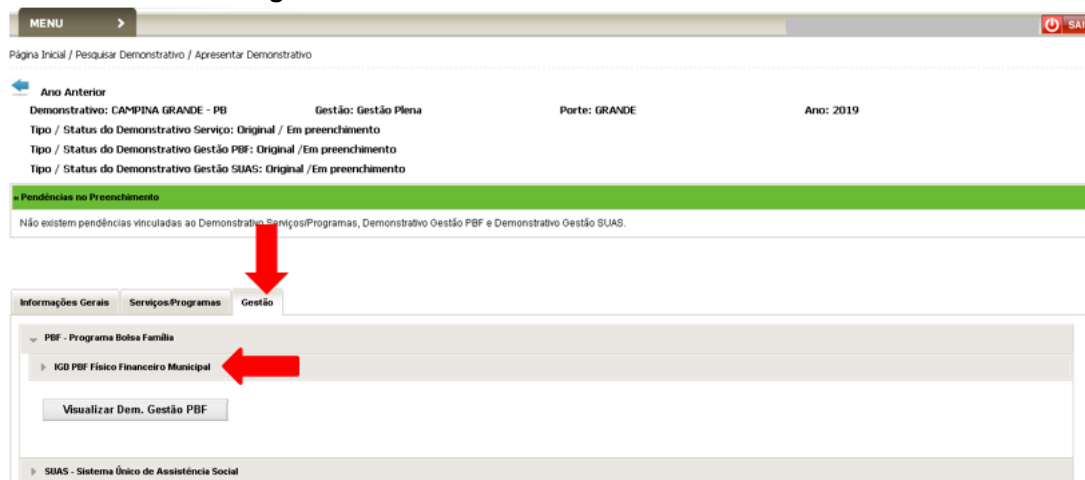 MENU >
SAI
Página Inicial / Pesquisar Demonstrativo / Apresentar Demonstrativo
Ano Anterior
Demonstrativo: CAMPINA GRANDE - PB Gestão: Gestão Plena Porte: GRANDE Ano: 2019
Tipo / Status do Demonstrativo Serviço: Original / Em preenchimento
Tipo / Status do Demonstrativo Gestão PBF: Original /Em preenchimento
Tipo / Status do Demonstrativo Gestão SUAS: Original /Em preenchimento
« Pendências no Preenchimento
Não existem pendências vinculadas ao Demonstrativo Serviços/Programas, Demonstrativo Gestão PBF e Demonstrativo Gestão SUAS.
Informações Gerais Serviços/Programas Gestão
PBF - Programa Bolsa Família
IGD PBF Físico Financeiro Municipal
Visualizar Dem. Gestão PBF
SUAS - Sistema Único de Assistência Social